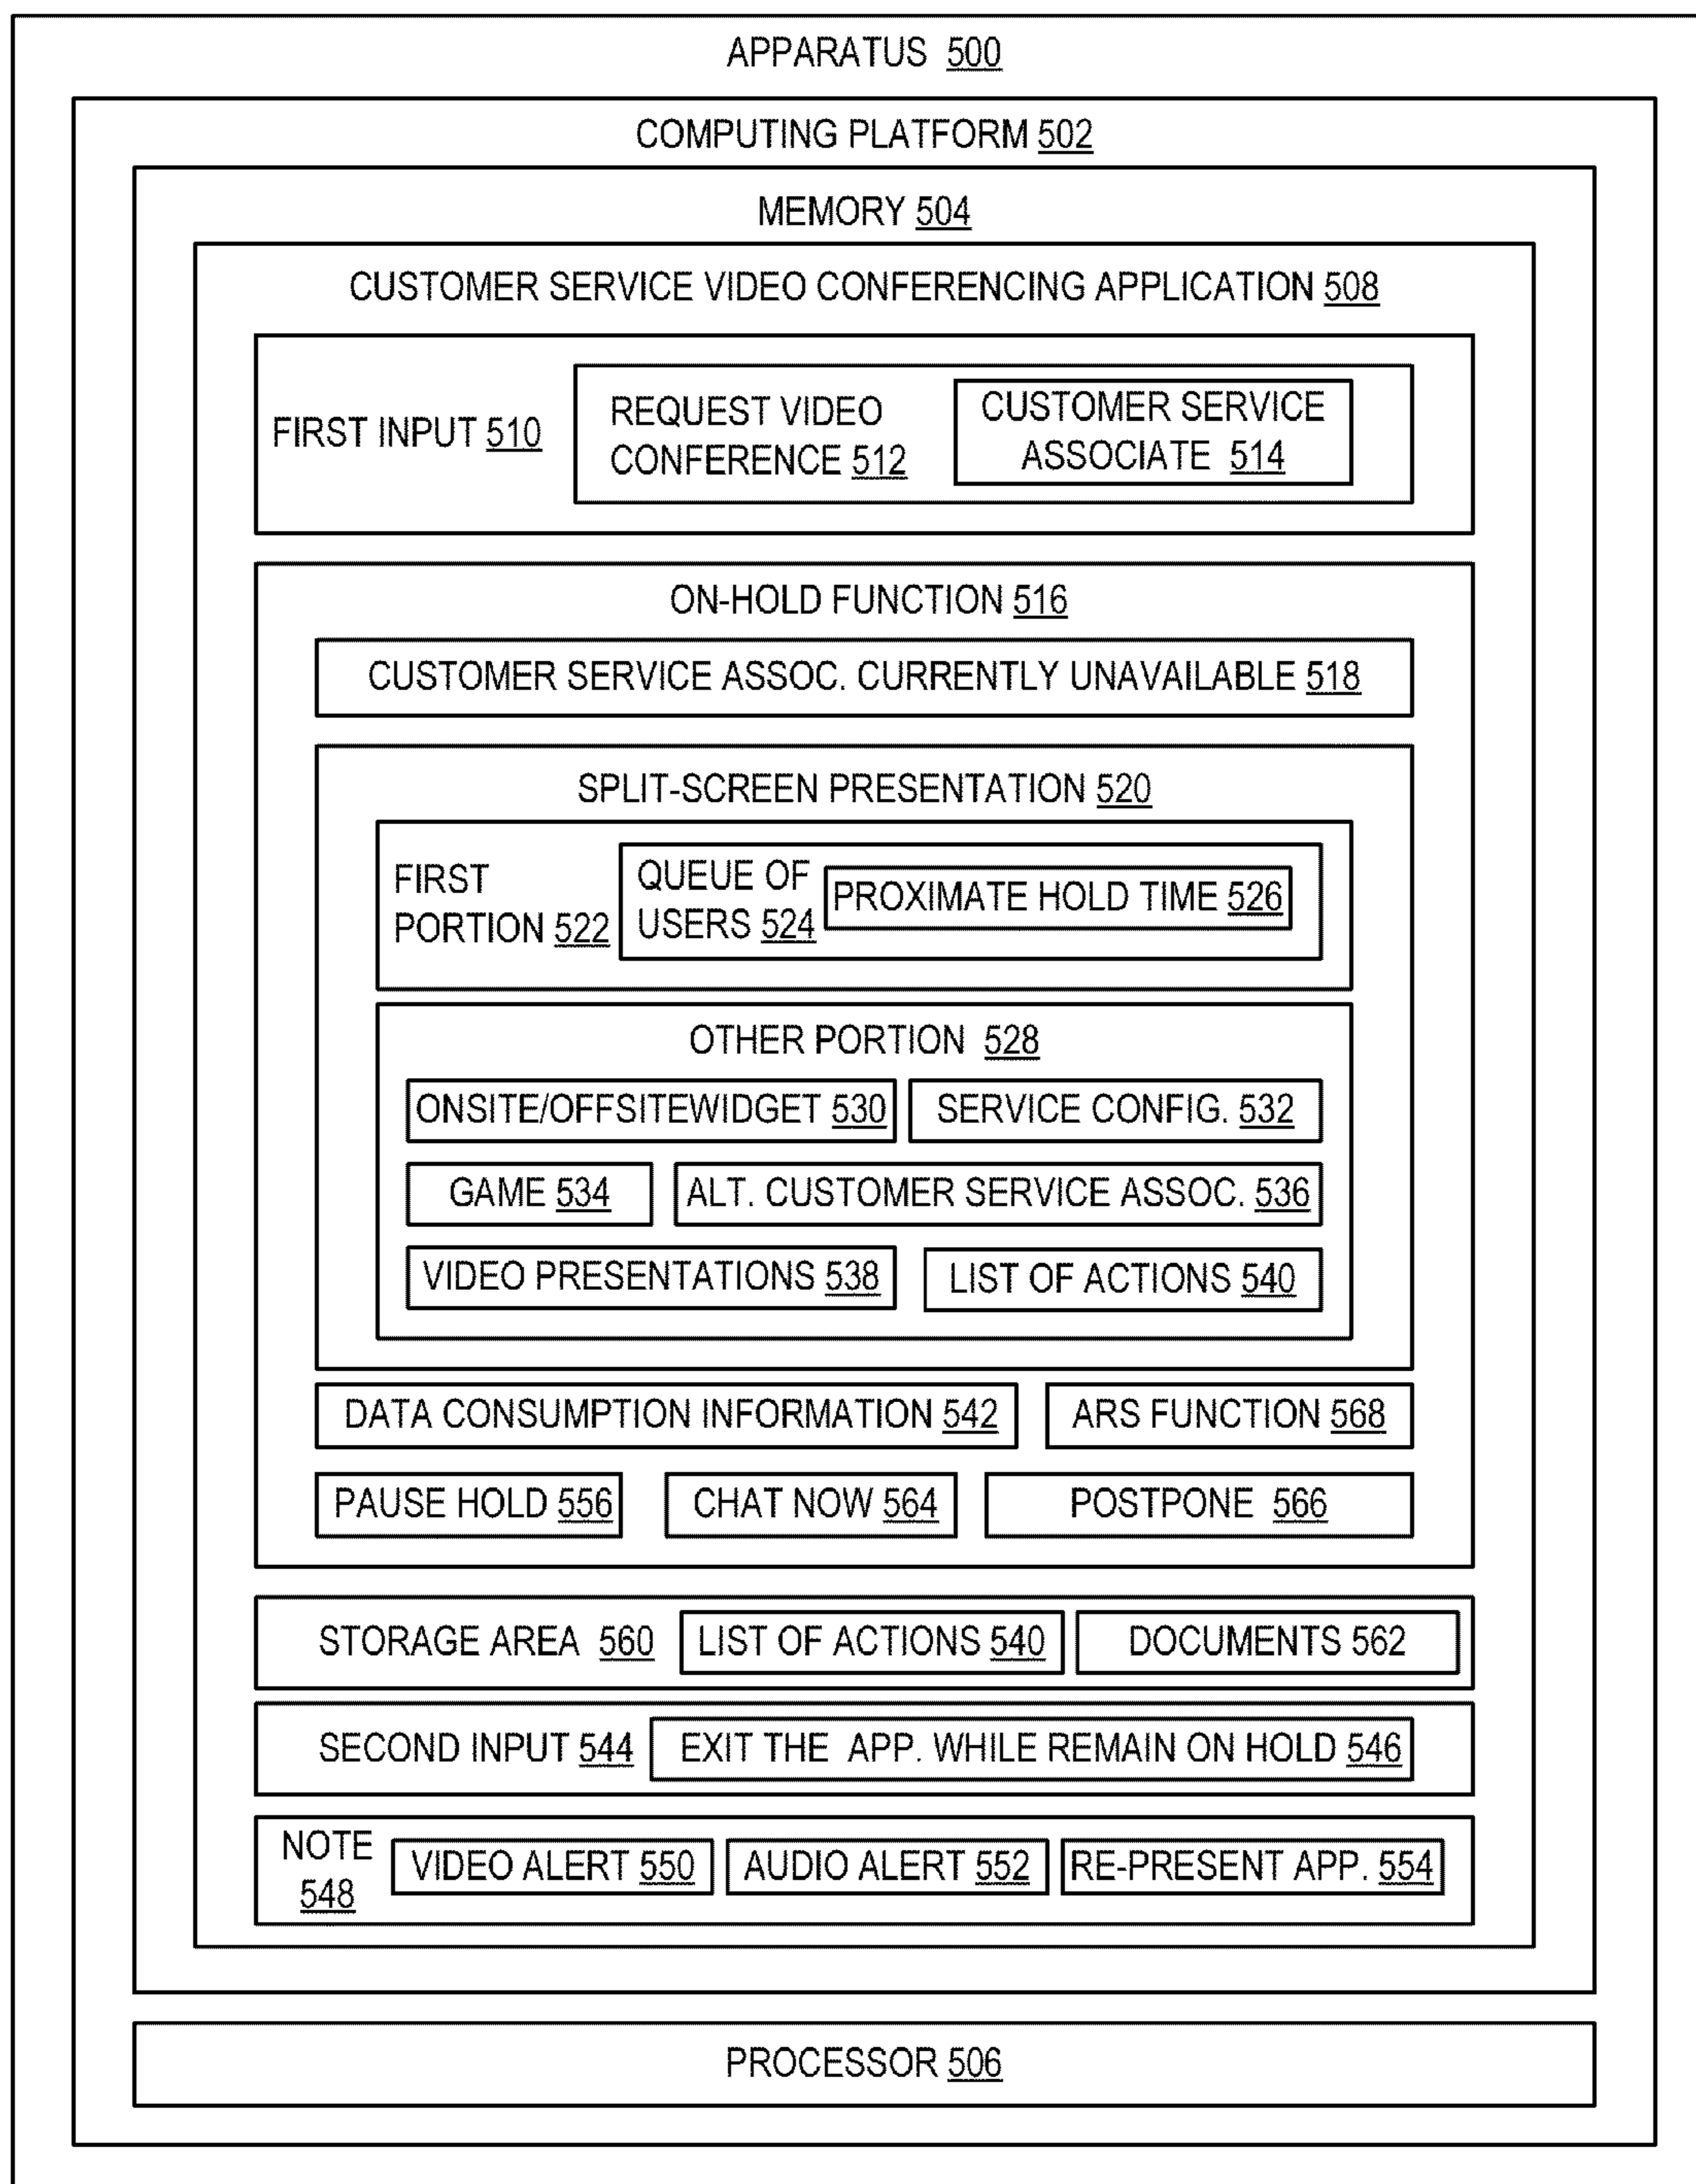 APPARATUS 500
COMPUTING PLATFORM 502
MEMORY 504
CUSTOMER SERVICE VIDEO CONFERENCING APPLICATION 508
FIRST INPUT 510
REQUEST VIDEO
CONFERENCE 512
CUSTOMER SERVICE
ASSOCIATE 514
ON-HOLD FUNCTION 516
CUSTOMER SERVICE ASSOC. CURRENTLY UNAVAILABLE 518
SPLIT-SCREEN PRESENTATION 520
FIRST
PORTION 522
QUEUE OF
USERS 524
PROXIMATE HOLD TIME 526
OTHER PORTION 528
ONSITE/OFFSITEWIDGET 530
SERVICE CONFIG. 532
GAME 534
ALT. CUSTOMER SERVICE ASSOC. 536
VIDEO PRESENTATIONS 538
LIST OF ACTIONS 540
DATA CONSUMPTION INFORMATION 542
ARS FUNCTION 568
PAUSE HOLD 556
CHAT NOW 564
POSTPONE 566
STORAGE AREA 560
LIST OF ACTIONS 540
DOCUMENTS 562
SECOND INPUT 544
EXIT THE APP. WHILE REMAIN ON HOLD 546
NOTE
548
VIDEO ALERT 550
AUDIO ALERT 552
RE-PRESENT APP. 554
PROCESSOR 506